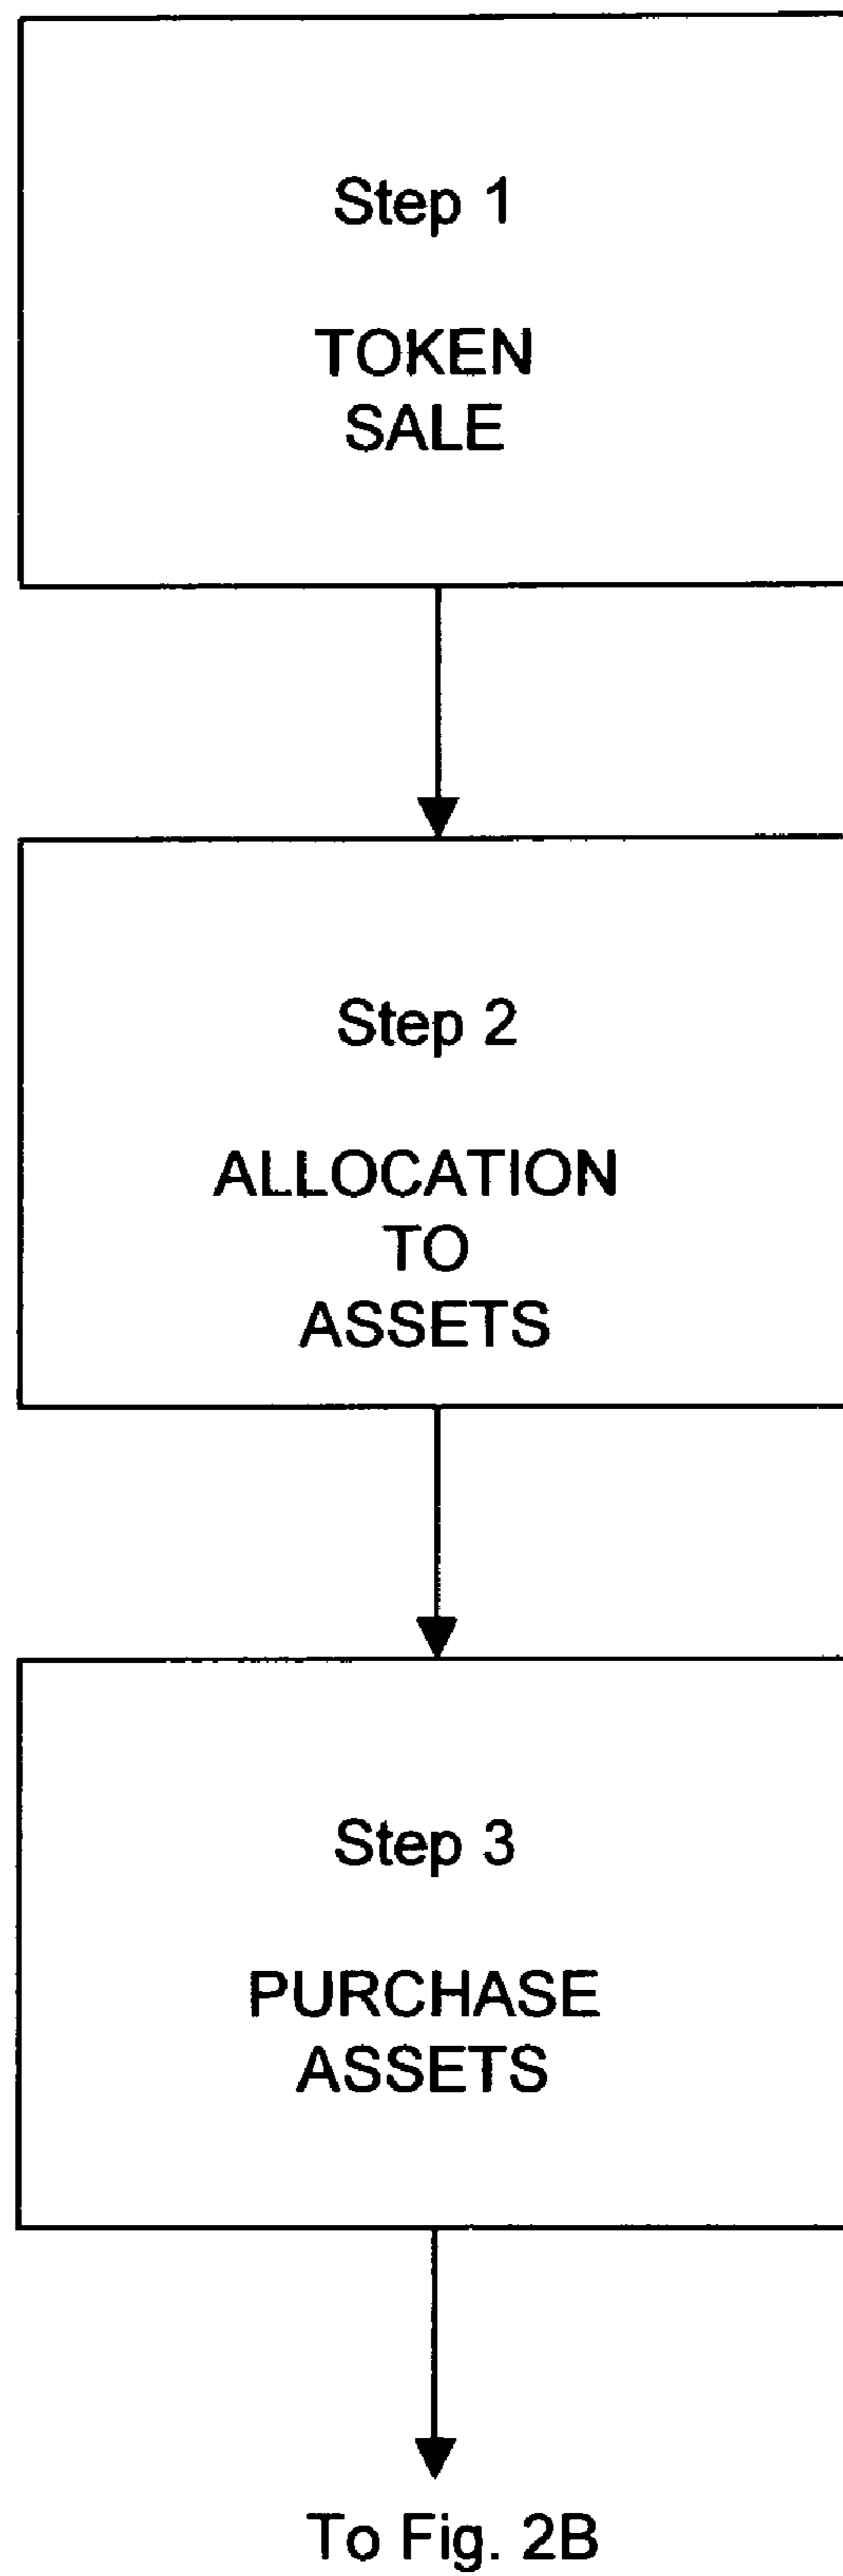 Step 1
TOKEN
SALE
Step 2
ALLOCATION
TO
ASSETS
Step 3
PURCHASE
ASSETS
To Fig. 2B